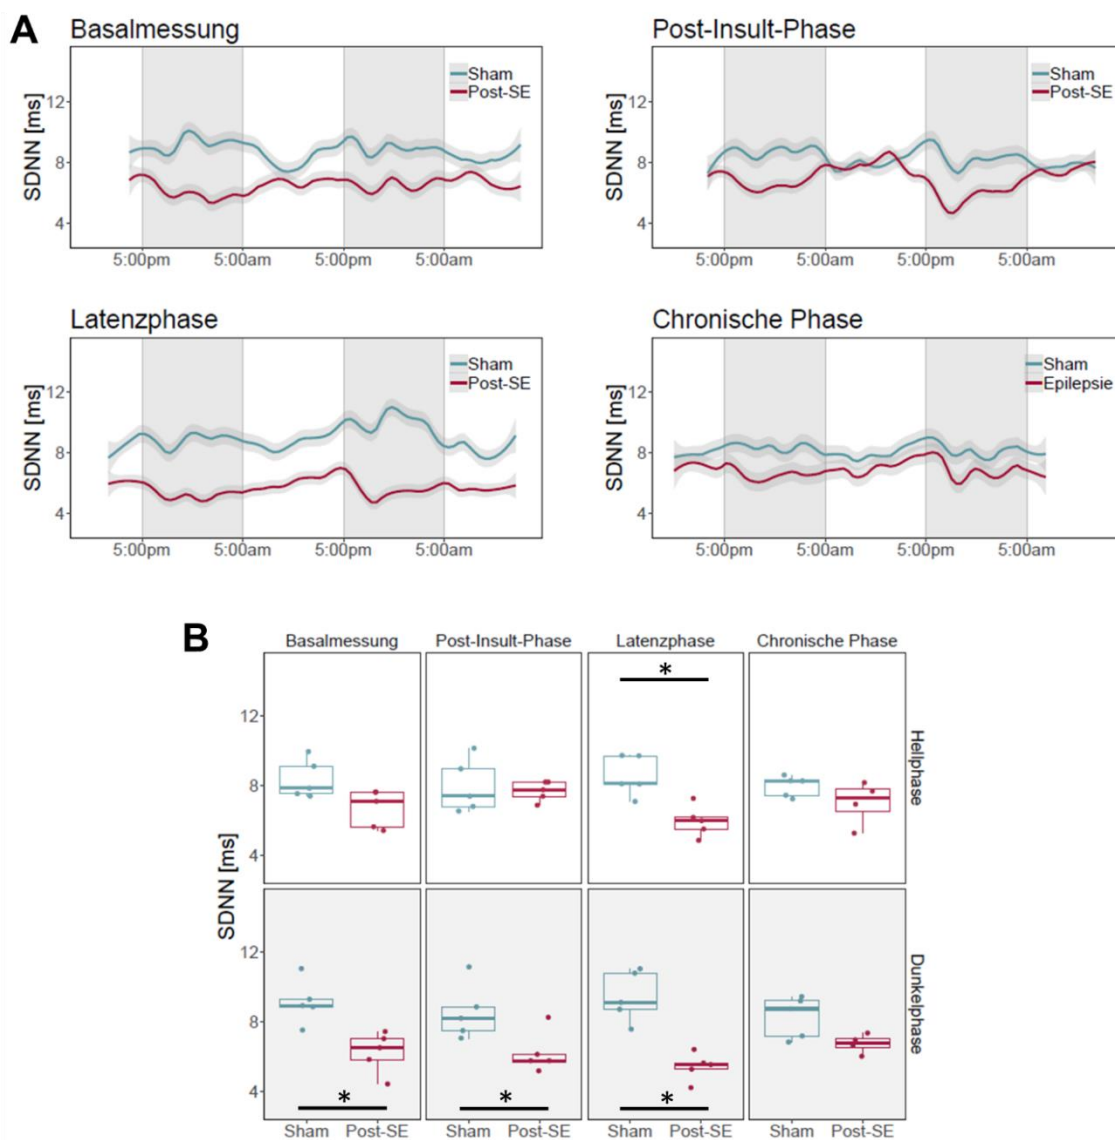 A
Basalmessung
SDNN [ms]
12
8
4
Sham
Post-SE
5:00pm 5:00am 5:00pm 5:00am
Post-Insult-Phase
SDNN [ms]
12
8
4
Sham
Post-SE
5:00pm 5:00am 5:00pm 5:00am
Latenzphase
SDNN [ms]
12
8
4
Sham
Post-SE
5:00pm 5:00am 5:00pm 5:00am
Chronische Phase
SDNN [ms]
12
8
4
Sham
Epilepsie
5:00pm 5:00am 5:00pm 5:00am
B
Basalmessung Post-Insult-Phase Latenzphase Chronische Phase
*
12
8
4
Hellphase
SDNN [ms]
12
8
4
Dunkelphase
* * *
Sham Post-SE Sham Post-SE Sham Post-SE Sham Post-SE